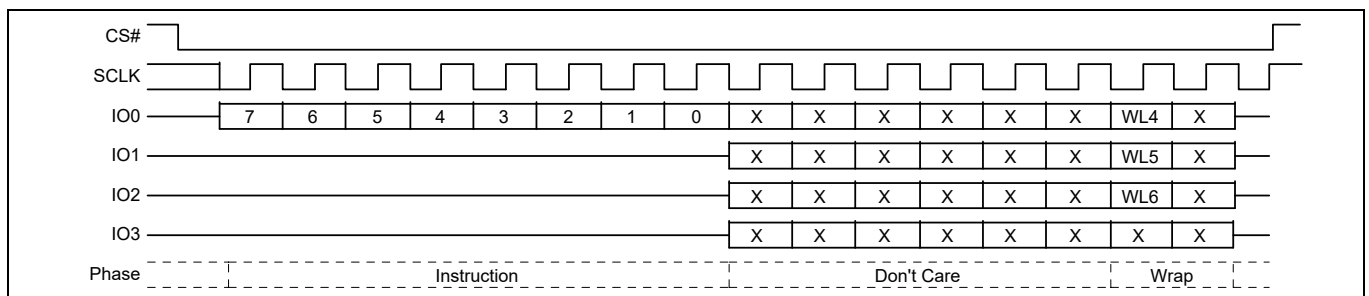 CS#
SCLK
IO0 7 6 5 4 3 2 1 0 X X X X X X WL4 X
IO1 X X X X X X WL5 X
IO2 X X X X X X WL6 X
IO3 X X X X X X X X
Phase Instruction Don't Care Wrap